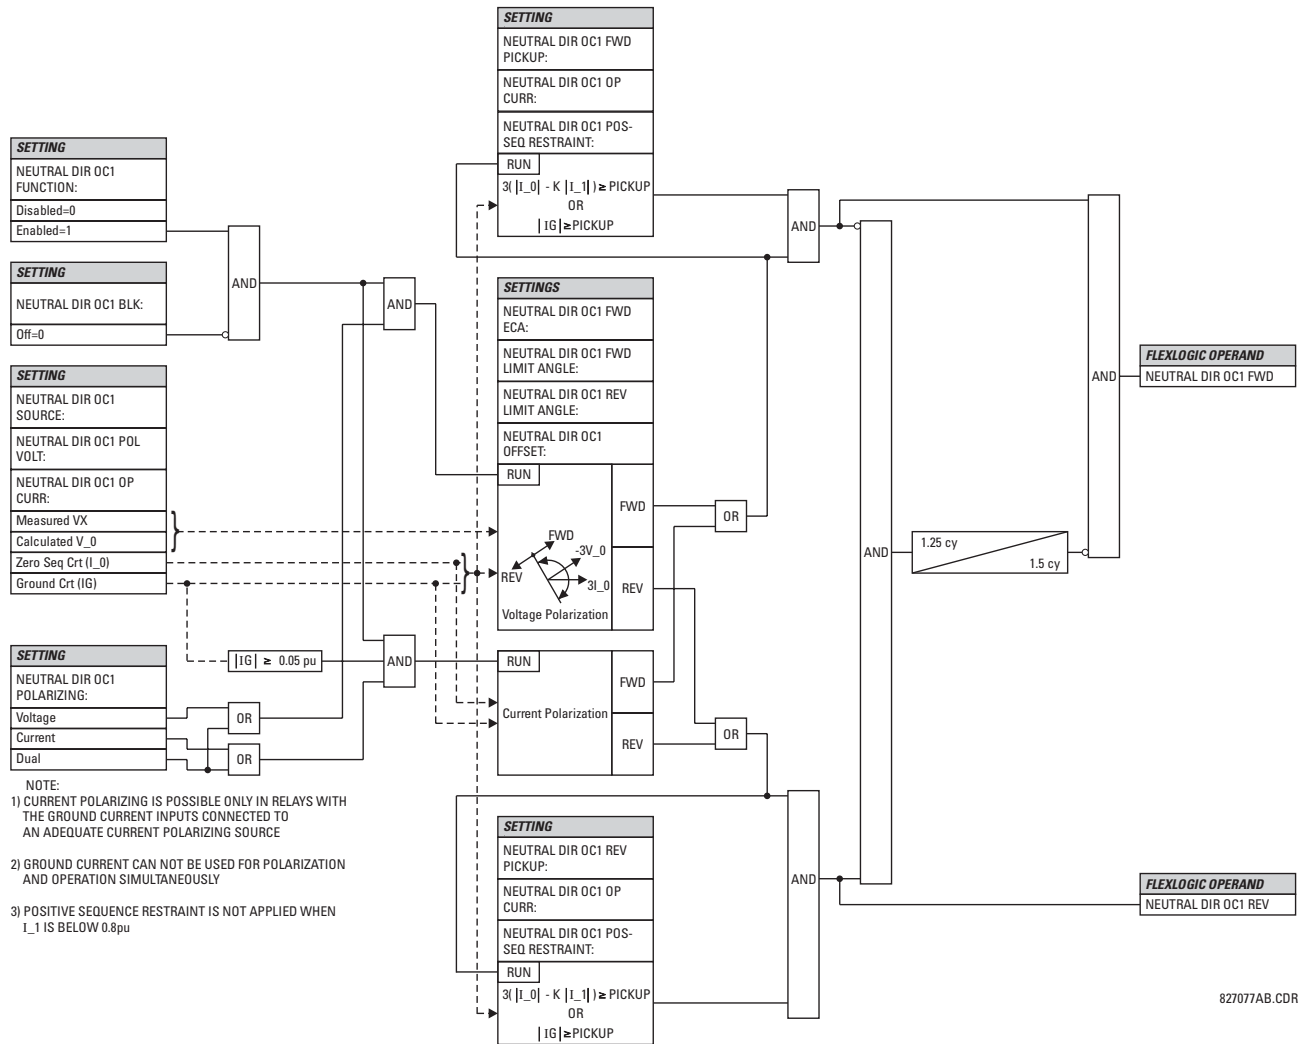 SETTING
NEUTRAL DIR OC1
FUNCTION:
Disabled=0
Enabled=1
SETTING
NEUTRAL DIR OC1 BLK:
Off=0
SETTING
NEUTRAL DIR OC1
SOURCE:
NEUTRAL DIR OC1 POL
VOLT:
NEUTRAL DIR OC1 OP
CURR:
Measured VX
Calculated V_0
Zero Seq Crt (I_0)
Ground Crt (IG)
SETTING
NEUTRAL DIR OC1
POLARIZING:
Voltage
Current
Dual
NOTE:
1) CURRENT POLARIZING IS POSSIBLE ONLY IN RELAYS WITH
THE GROUND CURRENT INPUTS CONNECTED TO
AN ADEQUATE CURRENT POLARIZING SOURCE
2) GROUND CURRENT CAN NOT BE USED FOR POLARIZATION
AND OPERATION SIMULTANEOUSLY
3) POSITIVE SEQUENCE RESTRAINT IS NOT APPLIED WHEN
I_1 IS BELOW 0.8pu
AND
AND
|IG| ≥ 0.05 pu
AND
OR
OR
SETTING
NEUTRAL DIR OC1 FWD
PICKUP:
NEUTRAL DIR OC1 OP
CURR:
NEUTRAL DIR OC1 POS-
SEQ RESTRAINT:
RUN
3( |I_0| - K |I_1| ) ≥ PICKUP
OR
| IG | ≥ PICKUP
SETTINGS
NEUTRAL DIR OC1 FWD
ECA:
NEUTRAL DIR OC1 FWD
LIMIT ANGLE:
NEUTRAL DIR OC1 REV
LIMIT ANGLE:
NEUTRAL DIR OC1
OFFSET:
RUN
FWD
FWD
-3V_0
REV
3I_0
REV
Voltage Polarization
RUN
FWD
Current Polarization
REV
SETTING
NEUTRAL DIR OC1 REV
PICKUP:
NEUTRAL DIR OC1 OP
CURR:
NEUTRAL DIR OC1 POS-
SEQ RESTRAINT:
RUN
3( |I_0| - K |I_1| ) ≥ PICKUP
OR
| IG | ≥ PICKUP
OR
OR
AND
AND
AND
1.25 cy
1.5 cy
AND
FLEXLOGIC OPERAND
NEUTRAL DIR OC1 FWD
FLEXLOGIC OPERAND
NEUTRAL DIR OC1 REV
827077AB.CDR